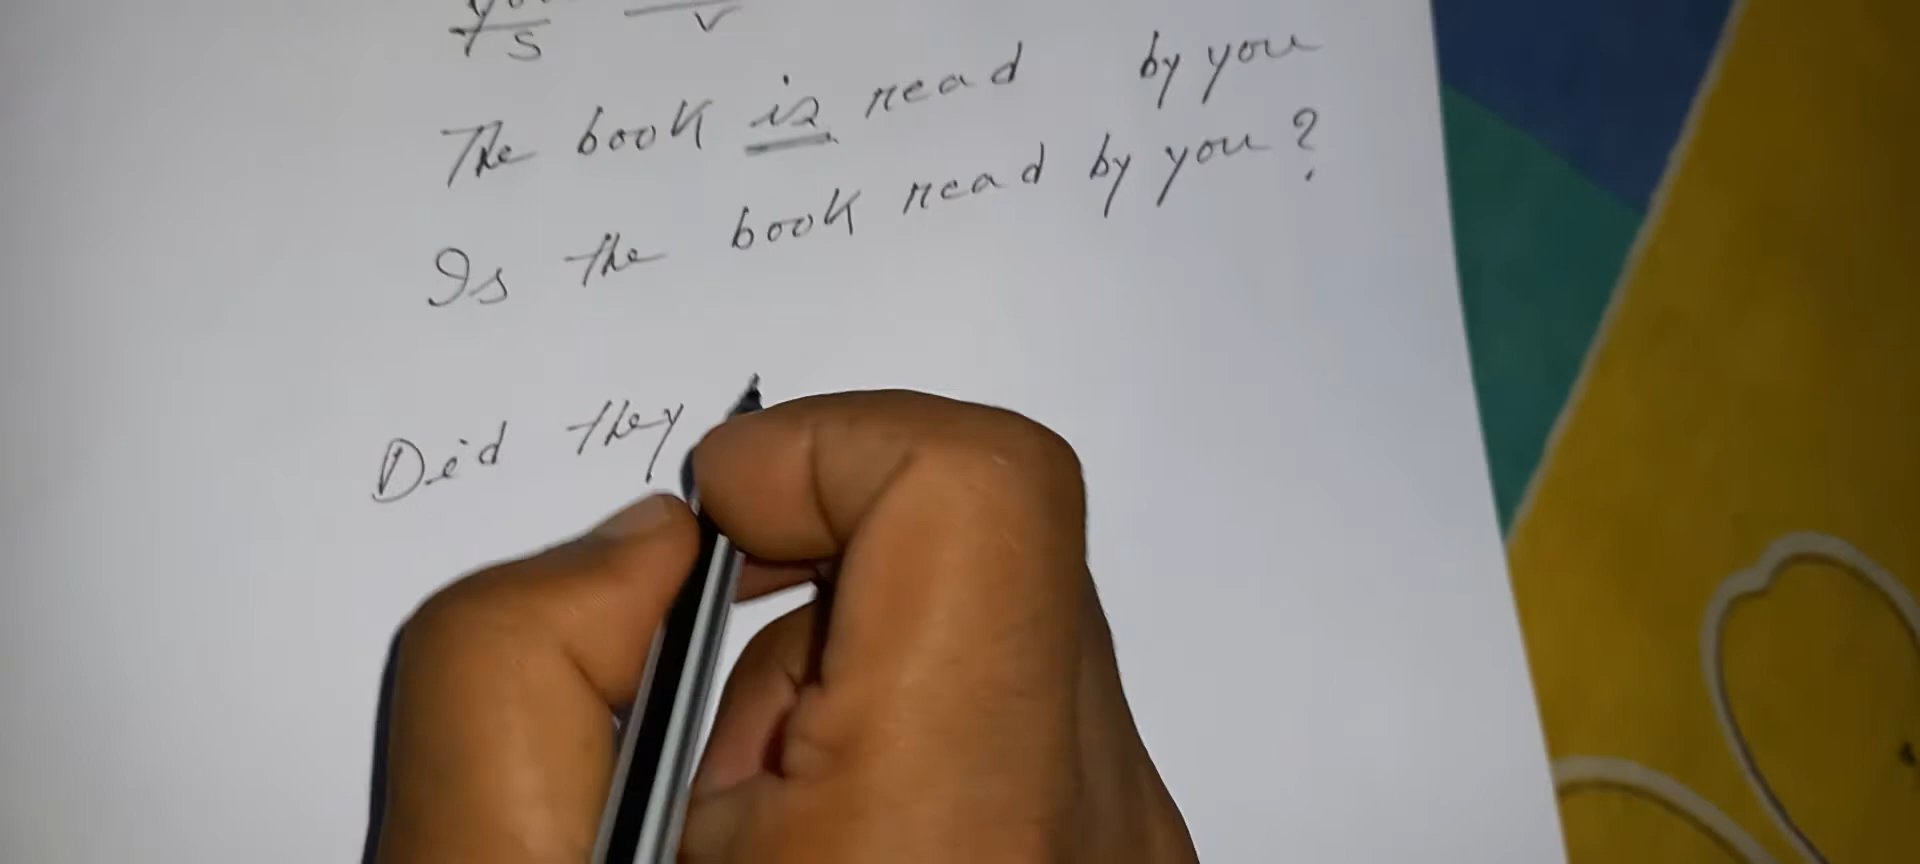 S V
The book is read by you
Is the book read by you?
Did they